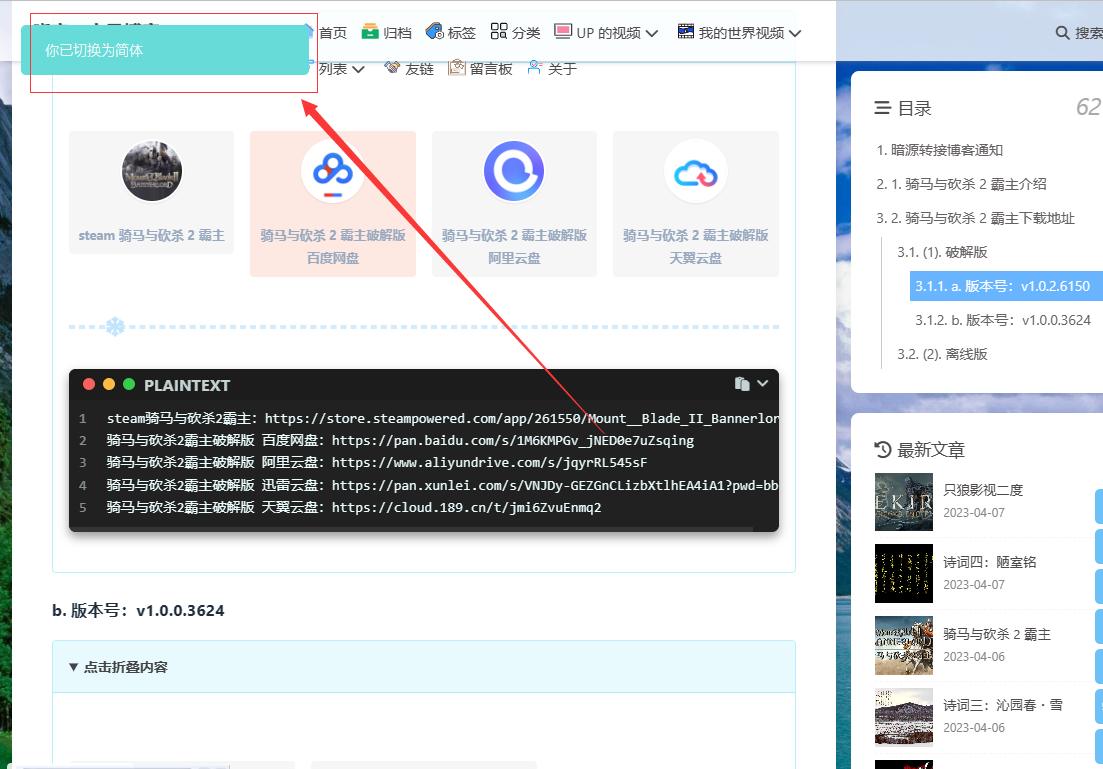 你已切换为简体
首页 归档 标签 分类 UP 的视频 我的世界视频
搜索
列表 友链 留言板 关于
steam 骑马与砍杀 2 霸主
骑马与砍杀 2 霸主破解版
百度网盘
骑马与砍杀 2 霸主破解版
阿里云盘
骑马与砍杀 2 霸主破解版
天翼云盘
PLAINTEXT
1 steam骑马与砍杀2霸主：https://store.steampowered.com/app/261550/Mount__Blade_II_Bannerlor
2 骑马与砍杀2霸主破解版 百度网盘：https://pan.baidu.com/s/1M6KMPGv_jNED0e7uZsqing
3 骑马与砍杀2霸主破解版 阿里云盘：https://www.aliyundrive.com/s/jqyrRL545sF
4 骑马与砍杀2霸主破解版 迅雷云盘：https://pan.xunlei.com/s/VNJDy-GEZGnCLizbXtlhEA4iA1?pwd=bb
5 骑马与砍杀2霸主破解版 天翼云盘：https://cloud.189.cn/t/jmi6ZvuEnmq2
b. 版本号：v1.0.0.3624
▼ 点击折叠内容
目录 62
1. 暗源转接博客通知
2. 1. 骑马与砍杀 2 霸主介绍
3. 2. 骑马与砍杀 2 霸主下载地址
3.1. (1). 破解版
3.1.1. a. 版本号：v1.0.2.6150
3.1.2. b. 版本号：v1.0.0.3624
3.2. (2). 离线版
最新文章
只狼影视二度
2023-04-07
诗词四：陋室铭
2023-04-07
骑马与砍杀 2 霸主
2023-04-06
诗词三：沁园春 · 雪
2023-04-06